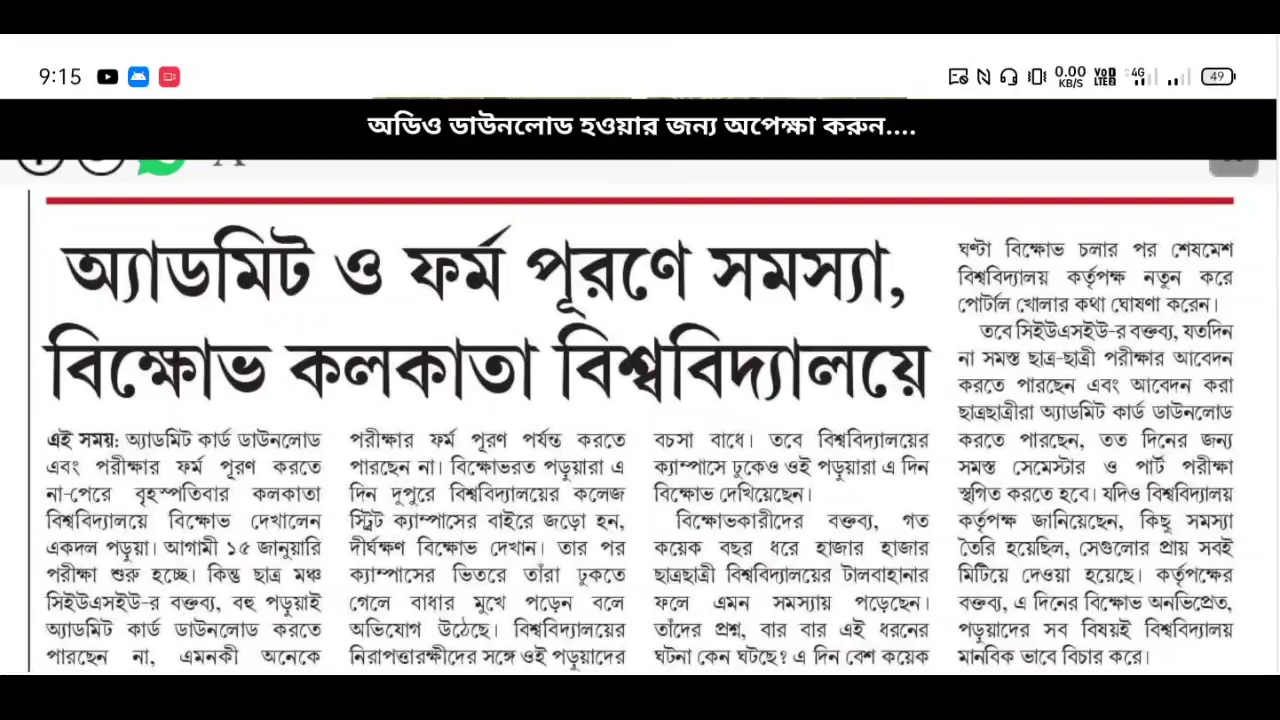 9:15
0.00 KB/S VoD LTE 4G 49
অডিও ডাউনলোড হওয়ার জন্য অপেক্ষা করুন....
অ্যাডমিট ও ফর্ম পূরণে সমস্যা,
বিক্ষোভ কলকাতা বিশ্ববিদ্যালয়ে
এই সময়: অ্যাডমিট কার্ড ডাউনলোড
এবং পরীক্ষার ফর্ম পূরণ করতে
না-পেরে বৃহস্পতিবার কলকাতা
বিশ্ববিদ্যালয়ে বিক্ষোভ দেখালেন
একদল পড়ুয়া। আগামী ১৫ জানুয়ারি
পরীক্ষা শুরু হচ্ছে। কিন্তু ছাত্র মঞ্চ
সিইউএসইউ-র বক্তব্য, বহু পড়ুয়াই
অ্যাডমিট কার্ড ডাউনলোড করতে
পারছেন না, এমনকী অনেকে
পরীক্ষার ফর্ম পূরণ পর্যন্ত করতে
পারছেন না। বিক্ষোভরত পড়ুয়ারা এ
দিন দুপুরে বিশ্ববিদ্যালয়ের কলেজ
স্ট্রিট ক্যাম্পাসের বাইরে জড়ো হন,
দীর্ঘক্ষণ বিক্ষোভ দেখান। তার পর
ক্যাম্পাসের ভিতরে তাঁরা ঢুকতে
গেলে বাধার মুখে পড়েন বলে
অভিযোগ উঠেছে। বিশ্ববিদ্যালয়ের
নিরাপত্তারক্ষীদের সঙ্গে ওই পড়ুয়াদের
বচসা বাধে। তবে বিশ্ববিদ্যালয়ের
ক্যাম্পাসে ঢুকেও ওই পড়ুয়ারা এ দিন
বিক্ষোভ দেখিয়েছেন।
বিক্ষোভকারীদের বক্তব্য, গত
কয়েক বছর ধরে হাজার হাজার
ছাত্রছাত্রী বিশ্ববিদ্যালয়ের টালবাহানার
ফলে এমন সমস্যায় পড়েছেন।
তাঁদের প্রশ্ন, বার বার এই ধরনের
ঘটনা কেন ঘটছে? এ দিন বেশ কয়েক
ঘণ্টা বিক্ষোভ চলার পর শেষমেশ
বিশ্ববিদ্যালয় কর্তৃপক্ষ নতুন করে
পোর্টাল খোলার কথা ঘোষণা করেন।
তবে সিইউএসইউ-র বক্তব্য, যতদিন
না সমস্ত ছাত্র-ছাত্রী পরীক্ষার আবেদন
করতে পারছেন এবং আবেদন করা
ছাত্রছাত্রীরা অ্যাডমিট কার্ড ডাউনলোড
করতে পারছেন, তত দিনের জন্য
সমস্ত সেমেস্টার ও পার্ট পরীক্ষা
স্থগিত করতে হবে। যদিও বিশ্ববিদ্যালয়
কর্তৃপক্ষ জানিয়েছেন, কিছু সমস্যা
তৈরি হয়েছিল, সেগুলোর প্রায় সবই
মিটিয়ে দেওয়া হয়েছে। কর্তৃপক্ষের
বক্তব্য, এ দিনের বিক্ষোভ অনভিপ্রেত,
পড়ুয়াদের সব বিষয়ই বিশ্ববিদ্যালয়
মানবিক ভাবে বিচার করে।